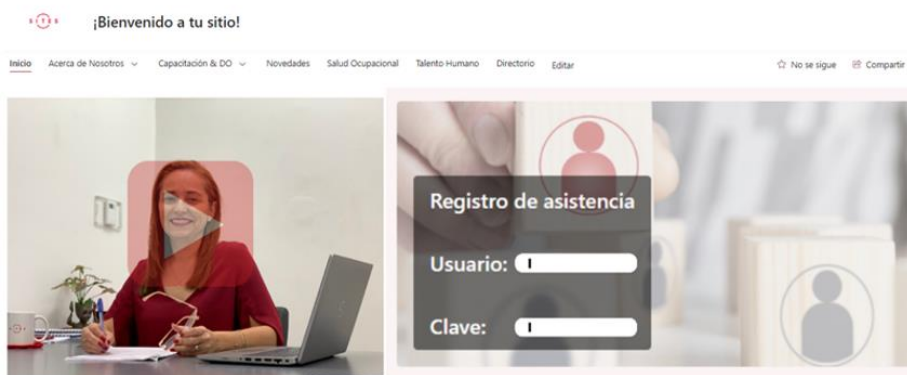 SITES
¡Bienvenido a tu sitio!
Inicio Acerca de Nosotros Capacitación & DO Novedades Salud Ocupacional Talento Humano Directorio Editar No se sigue Compartir
Registro de asistencia
Usuario:
Clave: